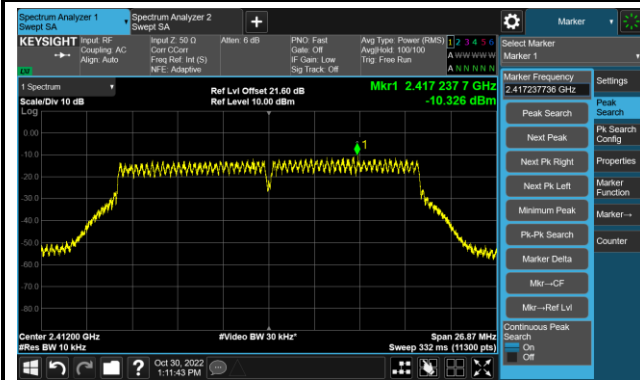 Spectrum Analyzer 1
Swept SA
Spectrum Analyzer 2
Swept SA
+
Marker
KEYSIGHT
Input: RF
Coupling: AC
Align: Auto
Input Z: 50 Ω
Corr CCorr
Freq Ref: Int (S)
NFE: Adaptive
Atten: 6 dB
PNO: Fast
Gate: Off
IF Gain: Low
Sig Track: Off
Avg Type: Power (RMS)
Avg|Hold: 100/100
Trig: Free Run
1 2 3 4 5 6
A W W W W W
A N N N N N
LU
Select Marker
Marker 1
1 Spectrum
Scale/Div 10 dB
Log
Ref Lvl Offset 21.60 dB
Ref Level 10.00 dBm
Mkr1 2.417 237 7 GHz
-10.326 dBm
1
0.00
-10.0
-20.0
-30.0
-40.0
-50.0
-60.0
-70.0
-80.0
Center 2.41200 GHz
#Res BW 10 kHz
#Video BW 30 kHz*
Span 26.87 MHz
Sweep 332 ms (11300 pts)
Marker Frequency
2.417237736 GHz
Peak Search
Next Peak
Next Pk Right
Next Pk Left
Minimum Peak
Pk-Pk Search
Marker Delta
Mkr→CF
Mkr→Ref Lvl
Continuous Peak
Search
On
Off
Settings
Peak
Search
Pk Search
Config
Properties
Marker
Function
Marker→
Counter
?
Oct 30, 2022
1:11:43 PM